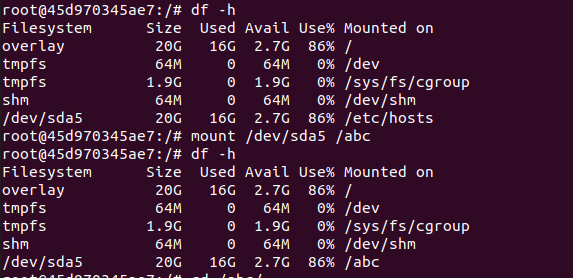 root@45d970345ae7:/# df -h
Filesystem      Size  Used Avail Use% Mounted on
overlay          20G   16G  2.7G  86% /
tmpfs            64M     0   64M   0% /dev
tmpfs           1.9G     0  1.9G   0% /sys/fs/cgroup
shm              64M     0   64M   0% /dev/shm
/dev/sda5        20G   16G  2.7G  86% /etc/hosts
root@45d970345ae7:/# mount /dev/sda5 /abc
root@45d970345ae7:/# df -h
Filesystem      Size  Used Avail Use% Mounted on
overlay          20G   16G  2.7G  86% /
tmpfs            64M     0   64M   0% /dev
tmpfs           1.9G     0  1.9G   0% /sys/fs/cgroup
shm              64M     0   64M   0% /dev/shm
/dev/sda5        20G   16G  2.7G  86% /abc
root@45d970345ae7:/# cd /abc/